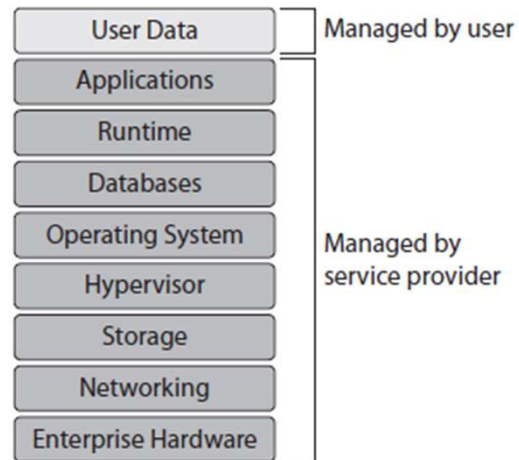 User Data
Managed by user
Applications
Runtime
Databases
Operating System
Hypervisor
Storage
Networking
Enterprise Hardware
Managed by
service provider